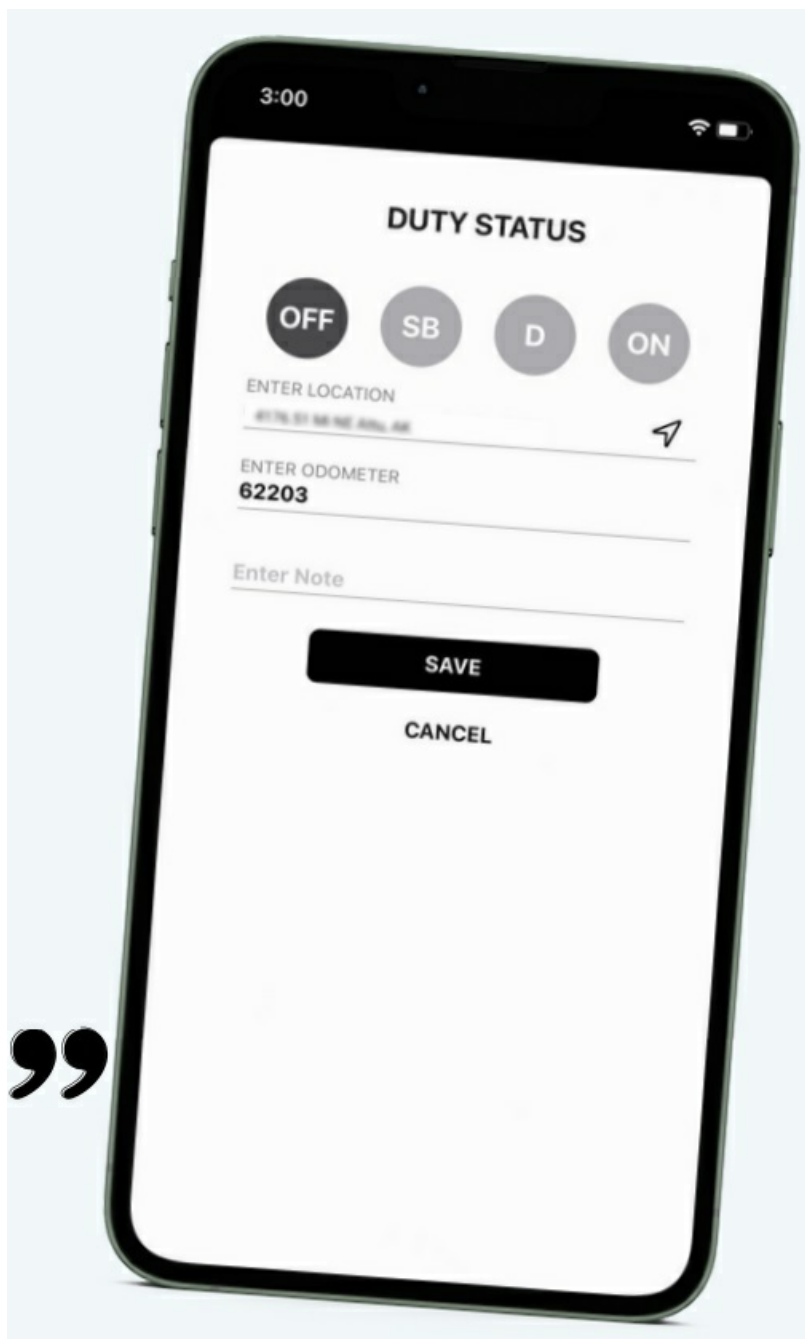 3:00
DUTY STATUS
OFF SB D ON
ENTER LOCATION
ENTER ODOMETER
62203
Enter Note
SAVE
CANCEL
”